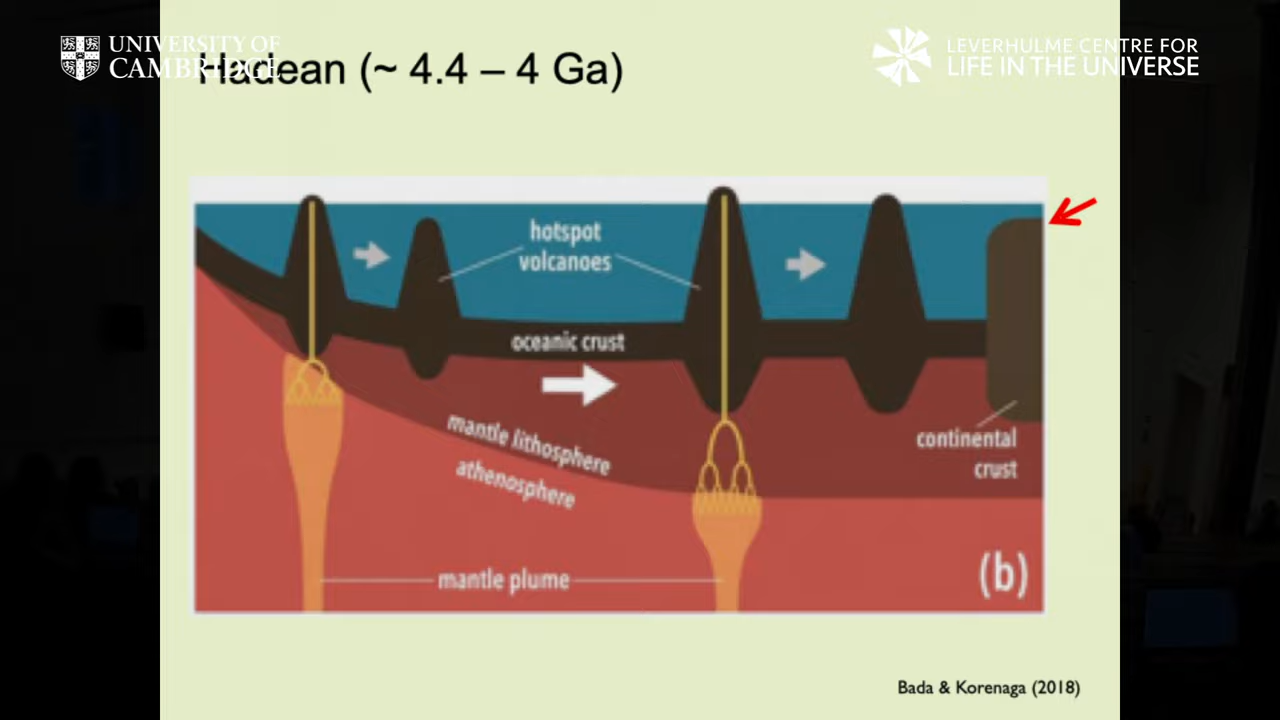 UNIVERSITY OF
CAMBRIDGE
LEVERHULME CENTRE FOR
LIFE IN THE UNIVERSE
Hadean (~ 4.4 – 4 Ga)
hotspot
volcanoes
oceanic crust
mantle lithosphere
athenosphere
continental
crust
mantle plume
(b)
Bada & Korenaga (2018)